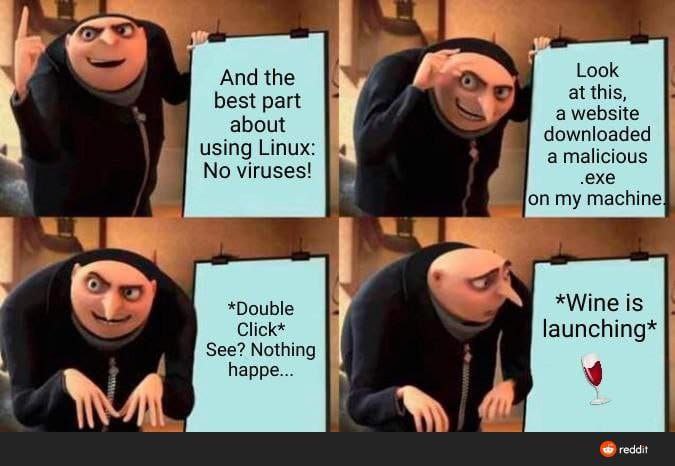 And the
best part
about
using Linux:
No viruses!
Look
at this,
a website
downloaded
a malicious
.exe
on my machine.
*Double
Click*
See? Nothing
happe...
*Wine is
launching*
reddit